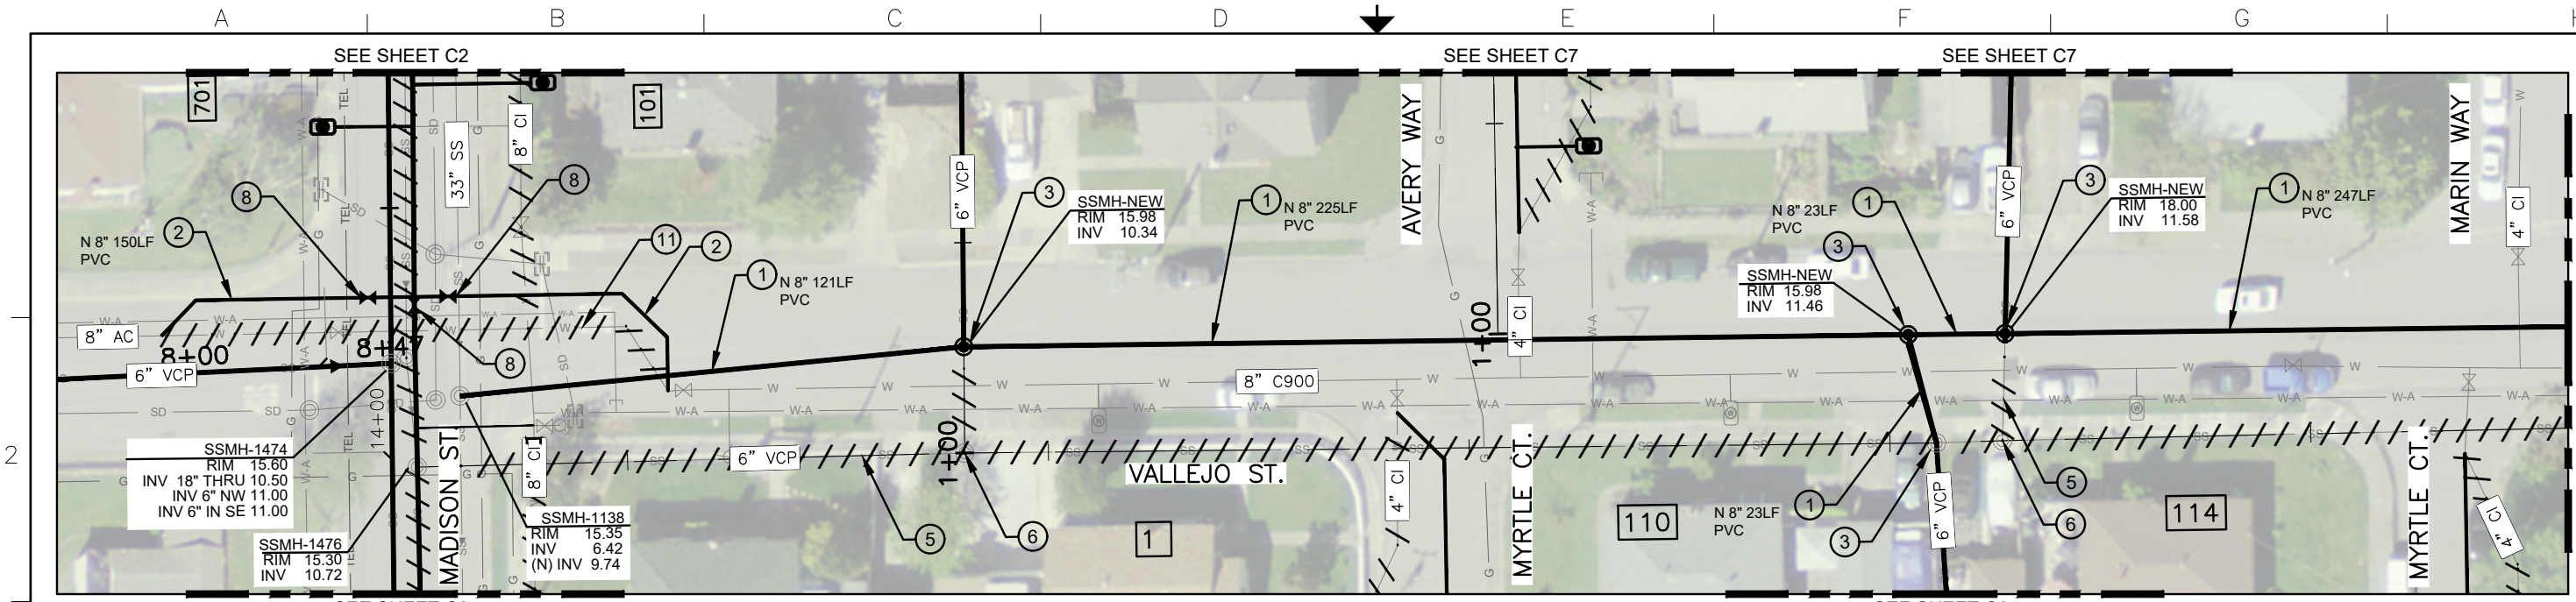 A B C D E F G H
SEE SHEET C2
SEE SHEET C7
SEE SHEET C7
701
101
33" SS
8" CI
6" VCP
AVERY WAY
6" VCP
MARIN WAY
4" CI
8
8
2
N 8" 150LF
PVC
11
2
1
N 8" 121LF
PVC
3
SSMH-NEW
RIM 15.98
INV 10.34
1
N 8" 225LF
PVC
N 8" 23LF
PVC
1
3
SSMH-NEW
RIM 15.98
INV 11.46
3
SSMH-NEW
RIM 18.00
INV 11.58
1
N 8" 247LF
PVC
8" AC
8+00
8+47
6" VCP
8
14+00
1+00
4" CI
8" C900
2
SSMH-1474
RIM 15.60
INV 18" THRU 10.50
INV 6" NW 11.00
INV 6" IN SE 11.00
SSMH-1476
RIM 15.30
INV 10.72
MADISON ST.
8" CI
SSMH-1138
RIM 15.35
INV 6.42
(N) INV 9.74
6" VCP
1+00
VALLEJO ST.
5
6
1
4" CI
MYRTLE CT.
110
N 8" 23LF
PVC
1
3
6" VCP
5
6
114
MYRTLE CT.
4" CI